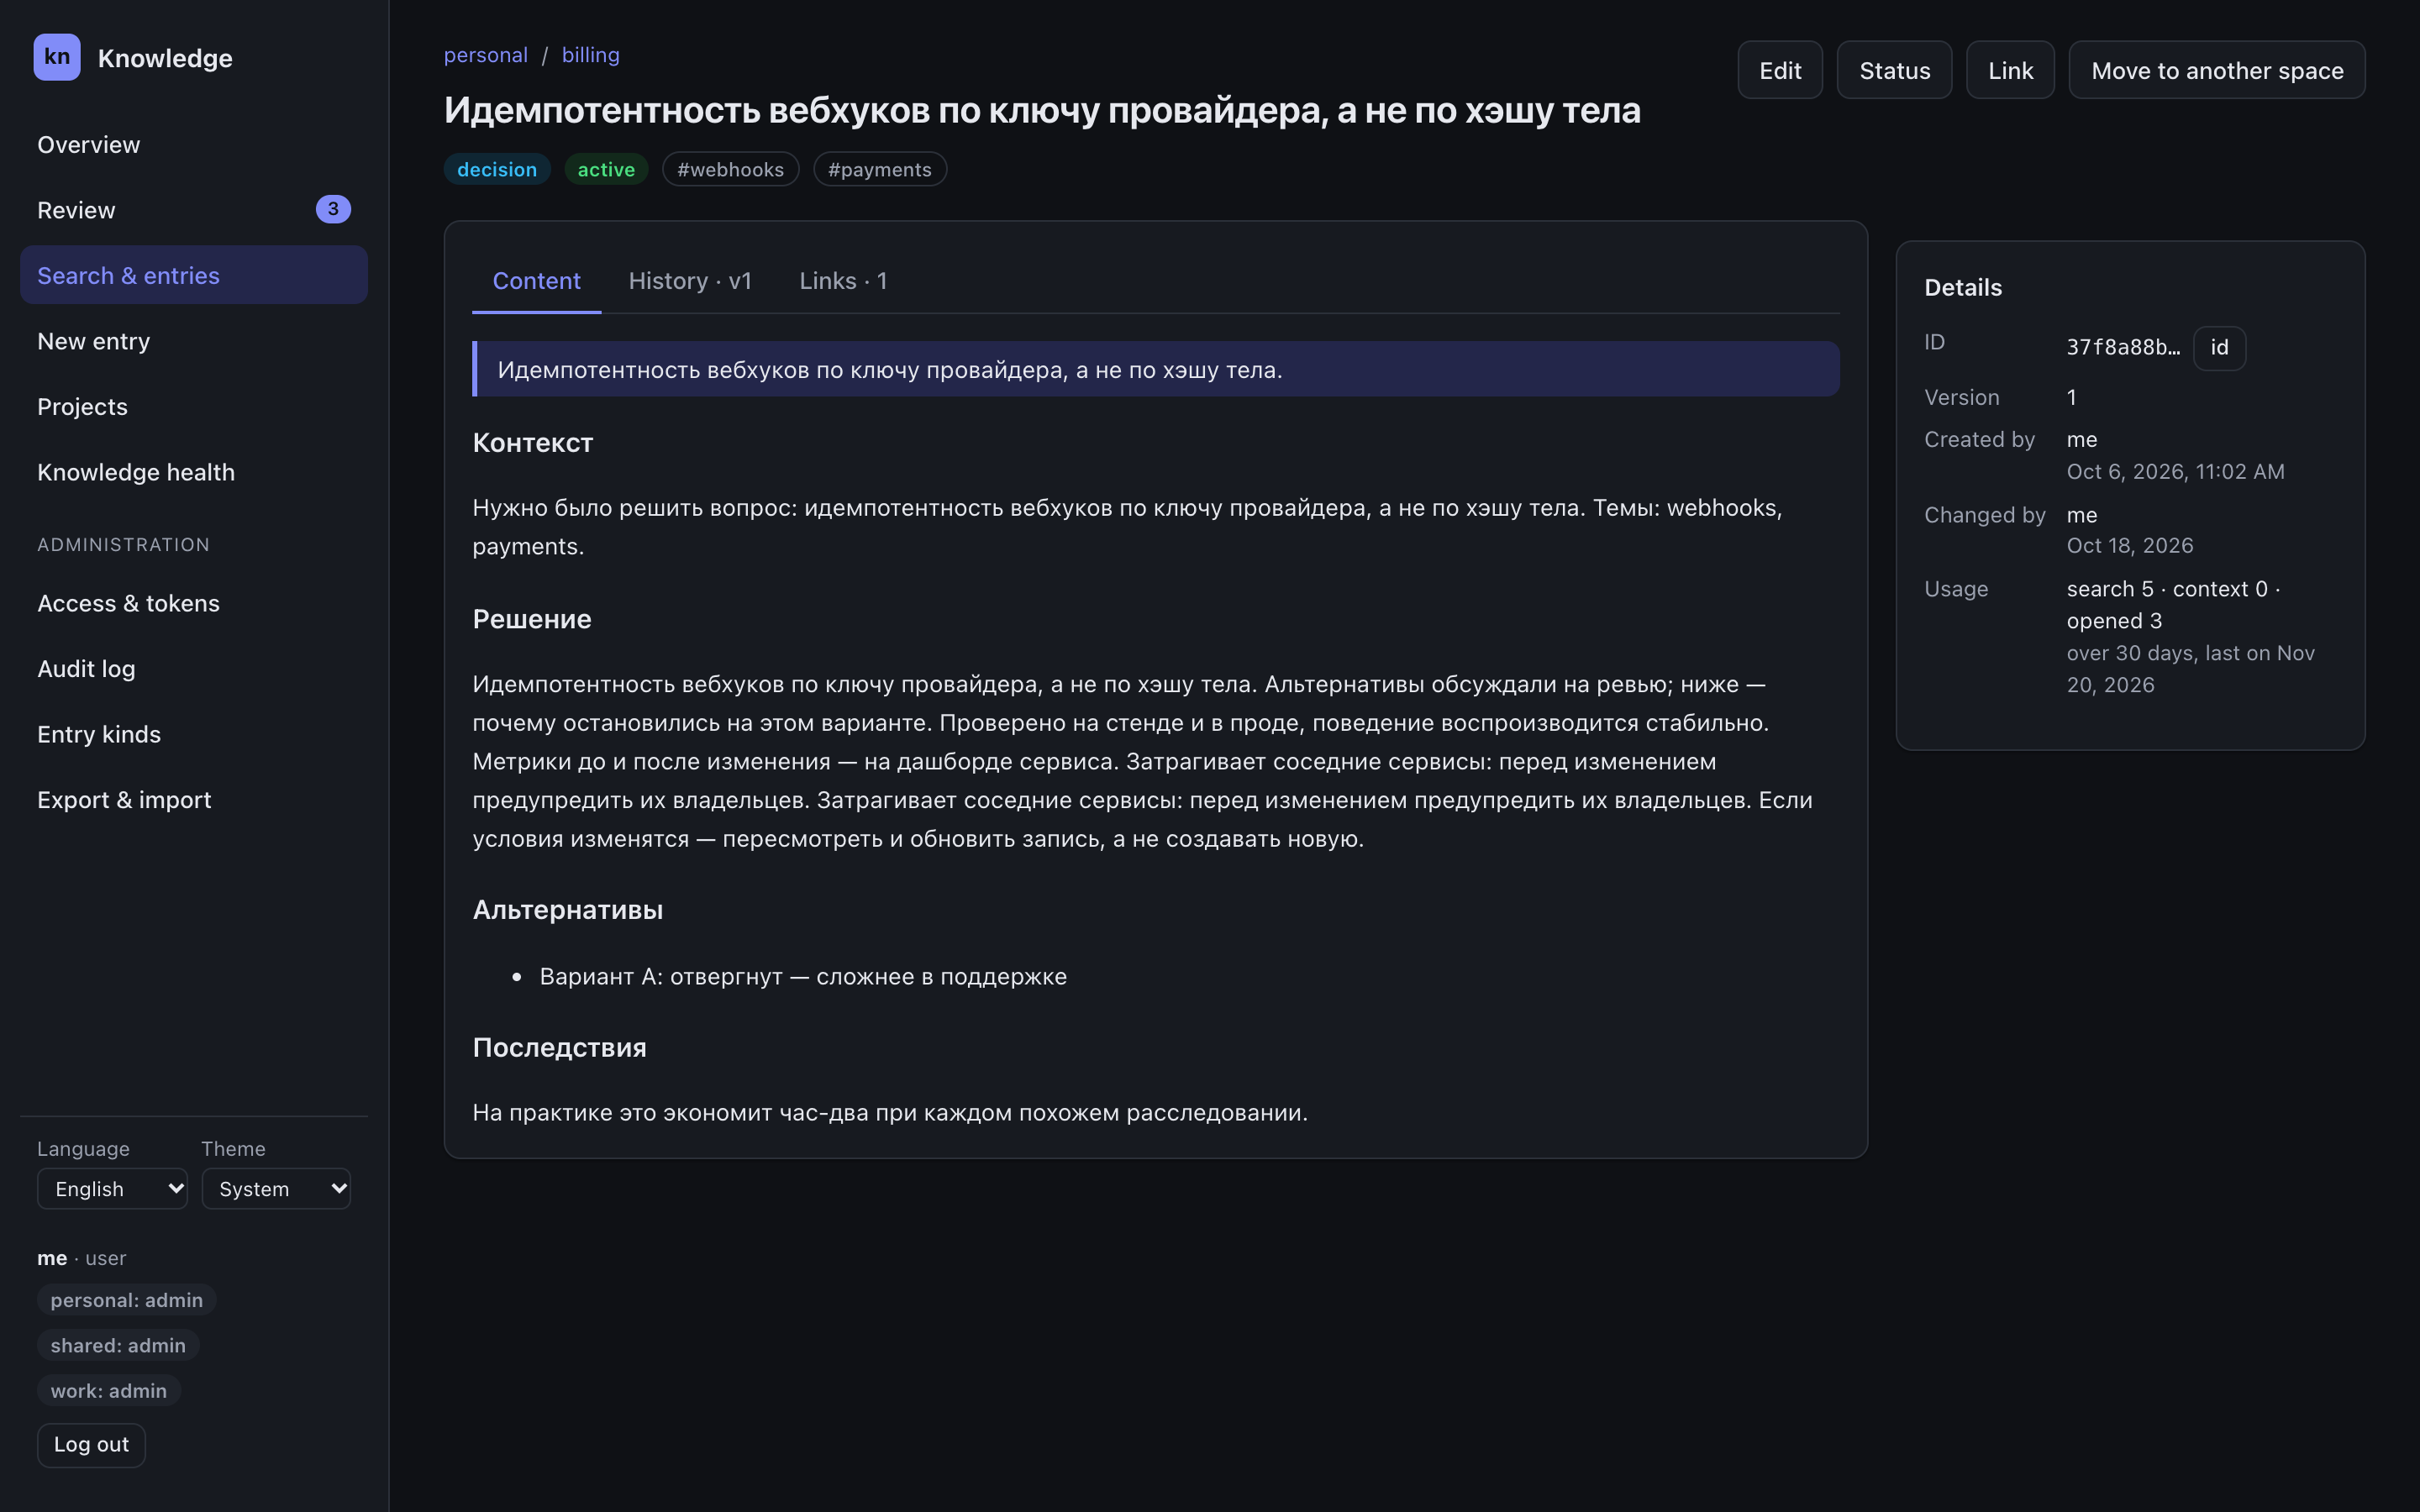 kn Knowledge
Overview
Review 3
Search & entries
New entry
Projects
Knowledge health
ADMINISTRATION
Access & tokens
Audit log
Entry kinds
Export & import
Language Theme
English System
me · user
personal: admin
shared: admin
work: admin
Log out
personal / billing
Идемпотентность вебхуков по ключу провайдера, а не по хэшу тела
decision active #webhooks #payments
Edit Status Link Move to another space
Content History · v1 Links · 1
Идемпотентность вебхуков по ключу провайдера, а не по хэшу тела.
Контекст
Нужно было решить вопрос: идемпотентность вебхуков по ключу провайдера, а не по хэшу тела. Темы: webhooks,
payments.
Решение
Идемпотентность вебхуков по ключу провайдера, а не по хэшу тела. Альтернативы обсуждали на ревью; ниже —
почему остановились на этом варианте. Проверено на стенде и в проде, поведение воспроизводится стабильно.
Метрики до и после изменения — на дашборде сервиса. Затрагивает соседние сервисы: перед изменением
предупредить их владельцев. Затрагивает соседние сервисы: перед изменением предупредить их владельцев. Если
условия изменятся — пересмотреть и обновить запись, а не создавать новую.
Альтернативы
• Вариант А: отвергнут — сложнее в поддержке
Последствия
На практике это экономит час-два при каждом похожем расследовании.
Details
ID 37f8a88b… id
Version 1
Created by me
Oct 6, 2026, 11:02 AM
Changed by me
Oct 18, 2026
Usage search 5 · context 0 ·
opened 3
over 30 days, last on Nov
20, 2026